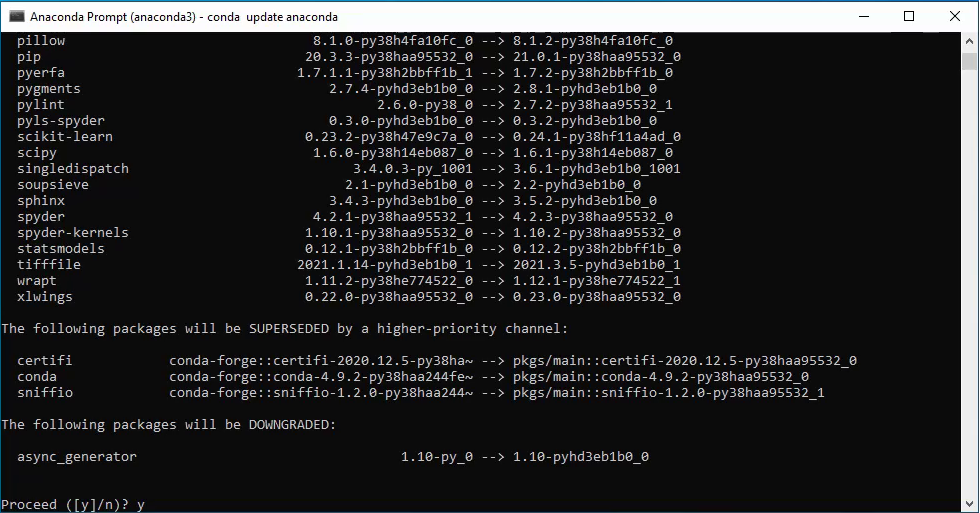 Anaconda Prompt (anaconda3) - conda  update anaconda
pillow 8.1.0-py38h4fa10fc_0 --> 8.1.2-py38h4fa10fc_0
pip 20.3.3-py38haa95532_0 --> 21.0.1-py38haa95532_0
pyerfa 1.7.1.1-py38h2bbff1b_1 --> 1.7.2-py38h2bbff1b_0
pygments 2.7.4-pyhd3eb1b0_0 --> 2.8.1-pyhd3eb1b0_0
pylint 2.6.0-py38_0 --> 2.7.2-py38haa95532_1
pyls-spyder 0.3.0-pyhd3eb1b0_0 --> 0.3.2-pyhd3eb1b0_0
scikit-learn 0.23.2-py38h47e9c7a_0 --> 0.24.1-py38hf11a4ad_0
scipy 1.6.0-py38h14eb087_0 --> 1.6.1-py38h14eb087_0
singledispatch 3.4.0.3-py_1001 --> 3.6.1-pyhd3eb1b0_1001
soupsieve 2.1-pyhd3eb1b0_0 --> 2.2-pyhd3eb1b0_0
sphinx 3.4.3-pyhd3eb1b0_0 --> 3.5.2-pyhd3eb1b0_0
spyder 4.2.1-py38haa95532_1 --> 4.2.3-py38haa95532_0
spyder-kernels 1.10.1-py38haa95532_0 --> 1.10.2-py38haa95532_0
statsmodels 0.12.1-py38h2bbff1b_0 --> 0.12.2-py38h2bbff1b_0
tifffile 2021.1.14-pyhd3eb1b0_1 --> 2021.3.5-pyhd3eb1b0_1
wrapt 1.11.2-py38he774522_0 --> 1.12.1-py38he774522_1
xlwings 0.22.0-py38haa95532_0 --> 0.23.0-py38haa95532_0
The following packages will be SUPERSEDED by a higher-priority channel:
certifi conda-forge::certifi-2020.12.5-py38ha~ --> pkgs/main::certifi-2020.12.5-py38haa95532_0
conda conda-forge::conda-4.9.2-py38haa244fe~ --> pkgs/main::conda-4.9.2-py38haa95532_0
sniffio conda-forge::sniffio-1.2.0-py38haa244~ --> pkgs/main::sniffio-1.2.0-py38haa95532_1
The following packages will be DOWNGRADED:
async_generator 1.10-py_0 --> 1.10-pyhd3eb1b0_0
Proceed ([y]/n)? y